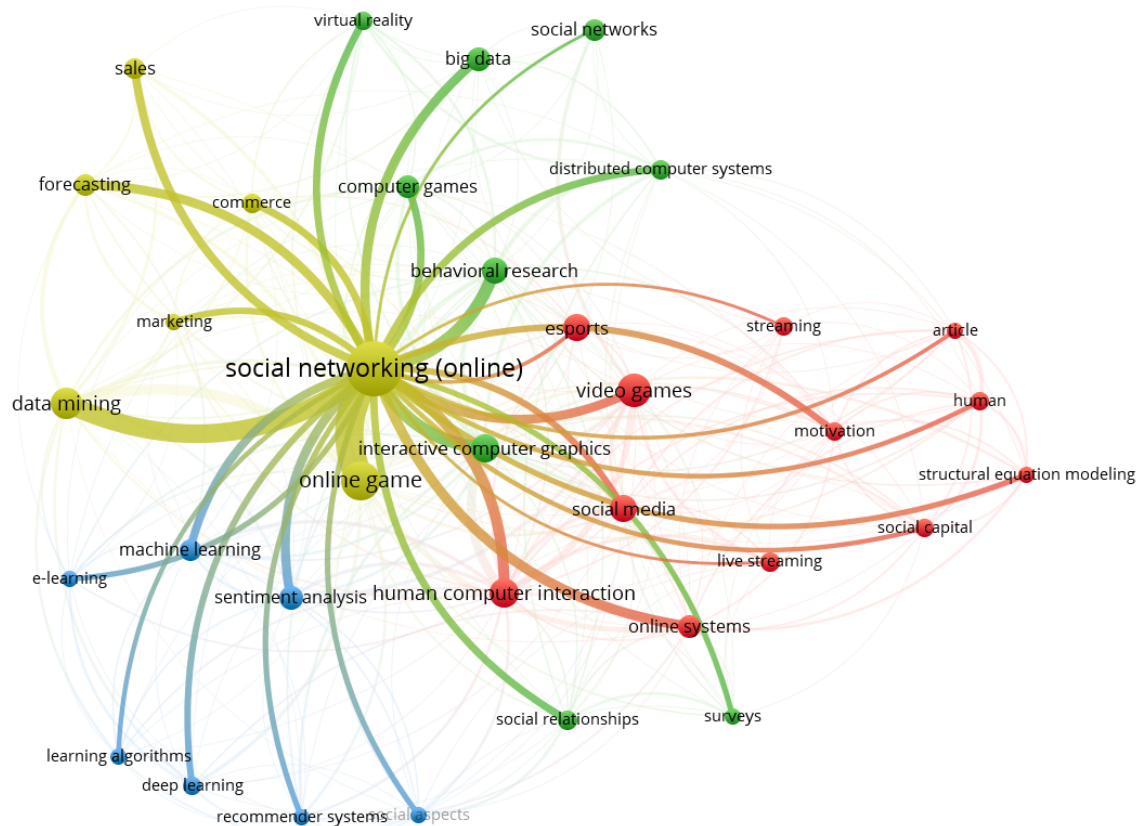 virtual reality
social networks
big data
sales
distributed computer systems
forecasting
computer games
commerce
behavioral research
marketing
esports
streaming
article
social networking (online)
video games
data mining
human
motivation
interactive computer graphics
structural equation modeling
online game
social media
social capital
machine learning
live streaming
e-learning
sentiment analysis
human computer interaction
online systems
social relationships
surveys
learning algorithms
deep learning
recommender systems
social aspects